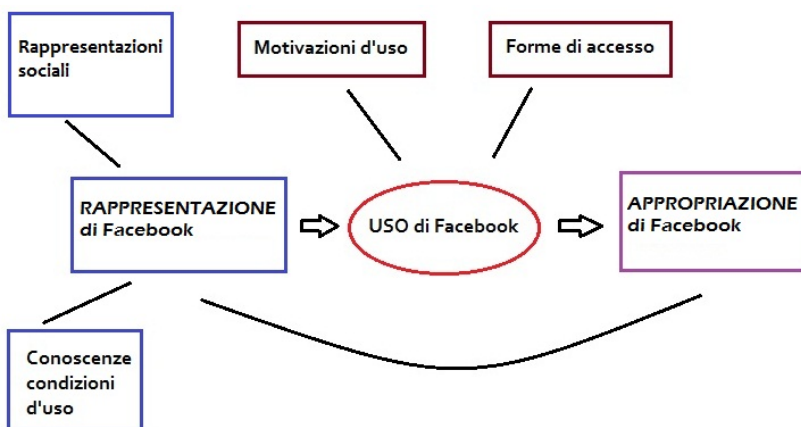 Rappresentazioni
sociali
Motivazioni d'uso
Forme di accesso
RAPPRESENTAZIONE
di Facebook
USO di Facebook
APPROPRIAZIONE
di Facebook
Conoscenze
condizioni
d'uso